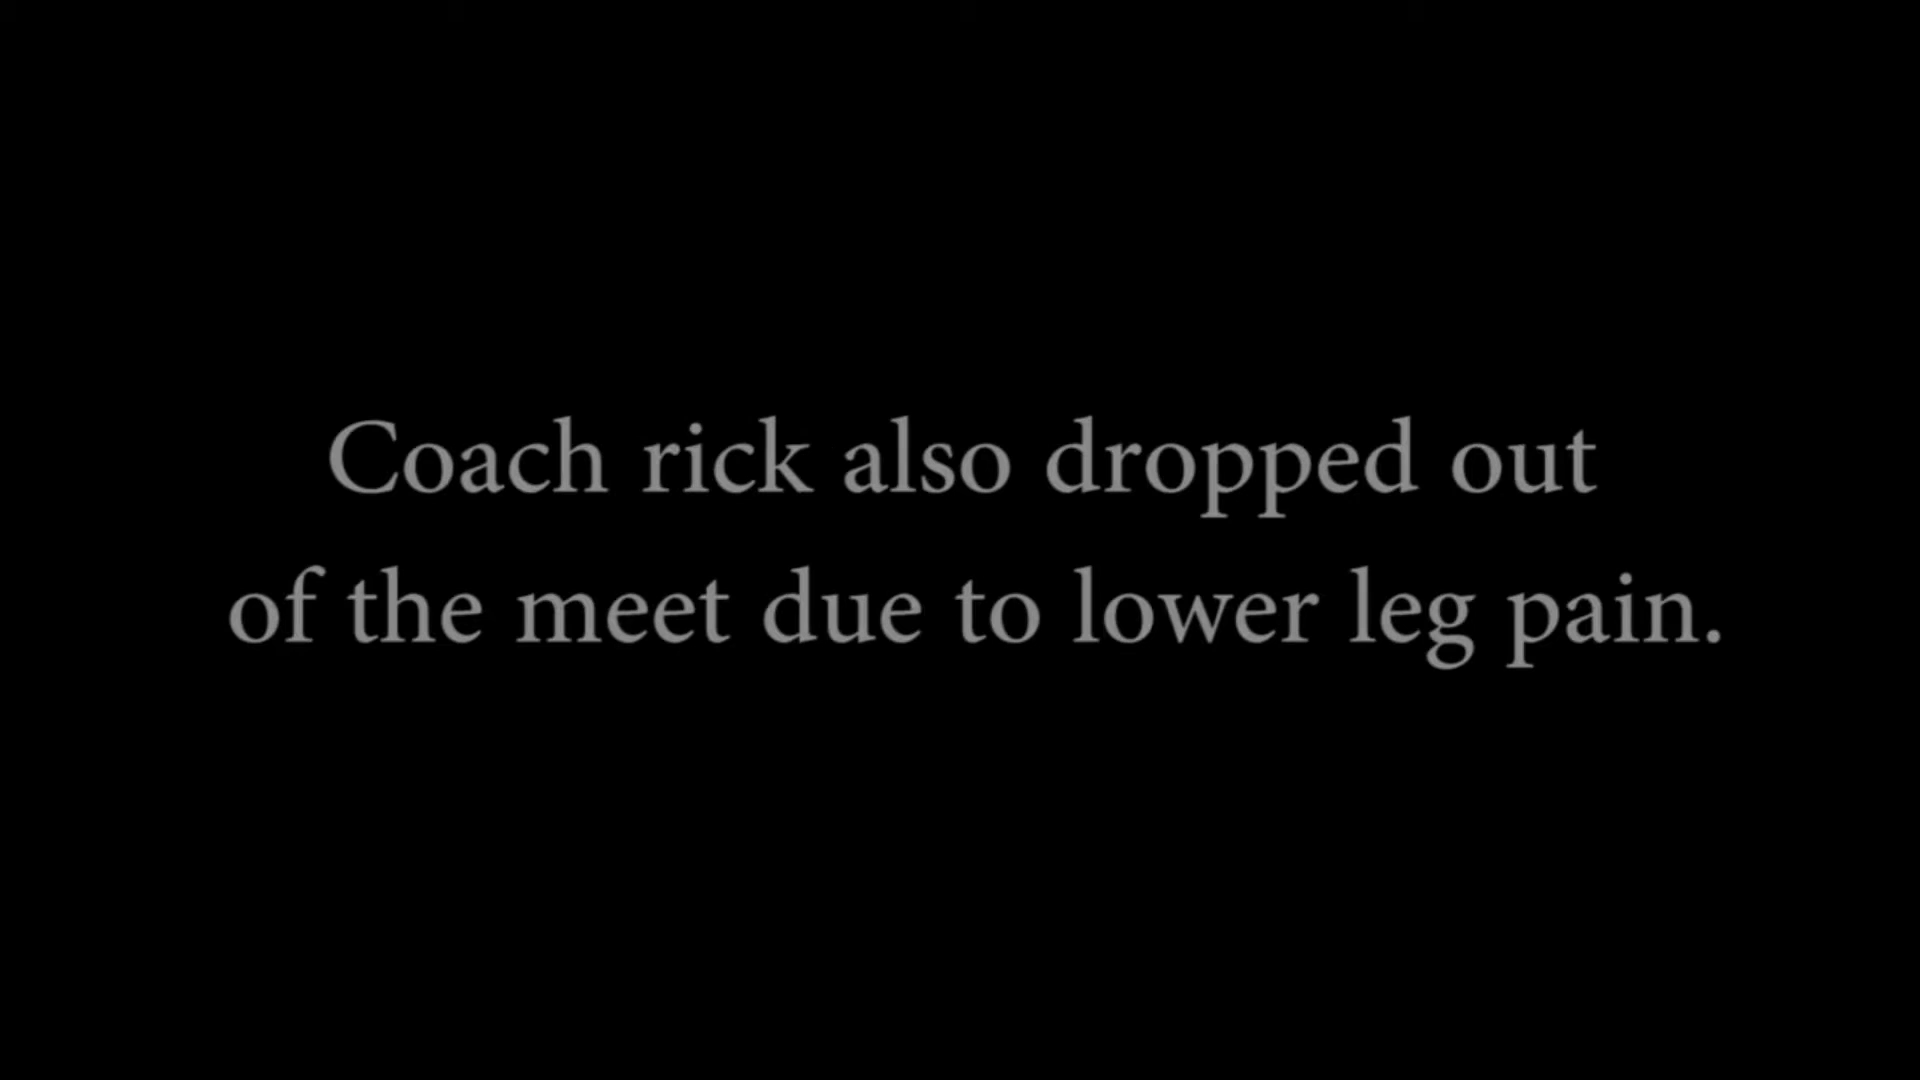 Coach rick also dropped out
of the meet due to lower leg pain.